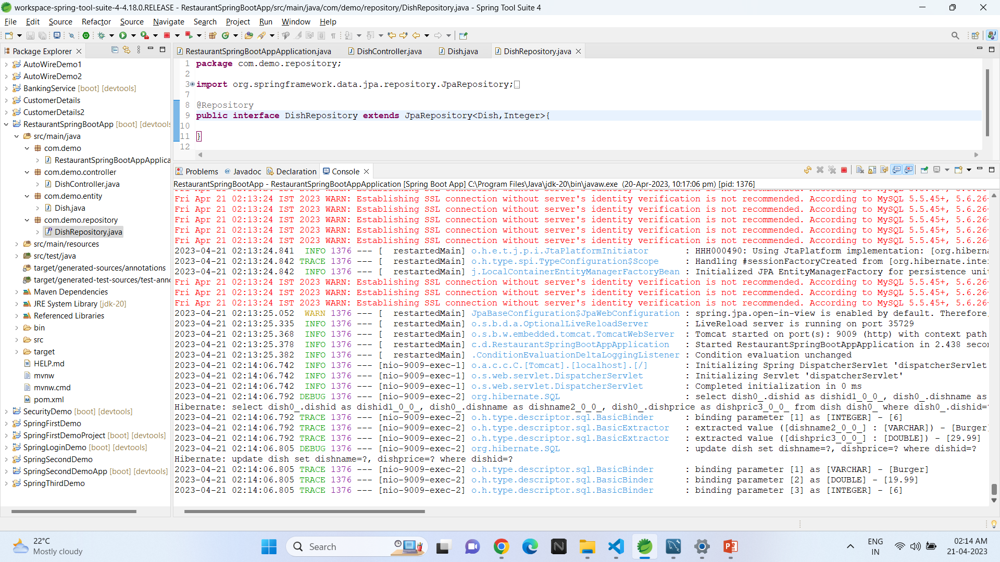 workspace-spring-tool-suite-4-4.18.0.RELEASE - RestaurantSpringBootApp/src/main/java/com/demo/repository/DishRepository.java - Spring Tool Suite 4
File Edit Source Refactor Source Navigate Search Project Run Window Help
Package Explorer
AutoWireDemo1
AutoWireDemo2
BankingService [boot] [devtools]
CustomerDetails
CustomerDetails2
RestaurantSpringBootApp [boot] [devtools
src/main/java
com.demo
RestaurantSpringBootAppApplica
com.demo.controller
DishController.java
com.demo.entity
Dish.java
com.demo.repository
DishRepository.java
src/main/resources
src/test/java
target/generated-sources/annotations
target/generated-test-sources/test-anno
Maven Dependencies
JRE System Library [jdk-20]
Referenced Libraries
bin
src
target
HELP.md
mvnw
mvnw.cmd
pom.xml
SecurityDemo [boot] [devtools]
SpringFirstDemo
SpringFirstDemoProject [boot] [devtools]
SpringLoginDemo [boot] [devtools]
SpringSecondDemo
SpringSecondDemoApp [boot] [devtools]
SpringThirdDemo
RestaurantSpringBootAppApplication.java DishController.java Dish.java DishRepository.java
1 package com.demo.repository;
2
3 import org.springframework.data.jpa.repository.JpaRepository;
7
8 @Repository
9 public interface DishRepository extends JpaRepository<Dish,Integer>{
10
11 }
12
Problems @ Javadoc Declaration Console
RestaurantSpringBootApp - RestaurantSpringBootAppApplication [Spring Boot App] C:\Program Files\Java\jdk-20\bin\javaw.exe (20-Apr-2023, 10:17:06 pm) [pid: 1376]
Fri Apr 21 02:13:24 IST 2023 WARN: Establishing SSL connection without server's identity verification is not recommended. According to MySQL 5.5.45+, 5.6.26+
Fri Apr 21 02:13:24 IST 2023 WARN: Establishing SSL connection without server's identity verification is not recommended. According to MySQL 5.5.45+, 5.6.26+
Fri Apr 21 02:13:24 IST 2023 WARN: Establishing SSL connection without server's identity verification is not recommended. According to MySQL 5.5.45+, 5.6.26+
Fri Apr 21 02:13:24 IST 2023 WARN: Establishing SSL connection without server's identity verification is not recommended. According to MySQL 5.5.45+, 5.6.26+
Fri Apr 21 02:13:24 IST 2023 WARN: Establishing SSL connection without server's identity verification is not recommended. According to MySQL 5.5.45+, 5.6.26+
2023-04-21 02:13:24.841 INFO 1376 --- [ restartedMain] o.h.e.t.j.p.i.JtaPlatformInitiator : HHH000490: Using JtaPlatform implementation: [org.hiberna
2023-04-21 02:13:24.842 TRACE 1376 --- [ restartedMain] o.h.type.spi.TypeConfiguration$Scope : Handling #sessionFactoryCreated from [org.hibernate.inte
2023-04-21 02:13:24.842 INFO 1376 --- [ restartedMain] j.LocalContainerEntityManagerFactoryBean : Initialized JPA EntityManagerFactory for persistence uni
Fri Apr 21 02:13:24 IST 2023 WARN: Establishing SSL connection without server's identity verification is not recommended. According to MySQL 5.5.45+, 5.6.26+
Fri Apr 21 02:13:24 IST 2023 WARN: Establishing SSL connection without server's identity verification is not recommended. According to MySQL 5.5.45+, 5.6.26+
Fri Apr 21 02:13:24 IST 2023 WARN: Establishing SSL connection without server's identity verification is not recommended. According to MySQL 5.5.45+, 5.6.26+
2023-04-21 02:13:25.052 WARN 1376 --- [ restartedMain] JpaBaseConfiguration$JpaWebConfiguration : spring.jpa.open-in-view is enabled by default. Therefore,
2023-04-21 02:13:25.335 INFO 1376 --- [ restartedMain] o.s.b.d.a.OptionalLiveReloadServer : LiveReload server is running on port 35729
2023-04-21 02:13:25.368 INFO 1376 --- [ restartedMain] o.s.b.w.embedded.tomcat.TomcatWebServer : Tomcat started on port(s): 9009 (http) with context path
2023-04-21 02:13:25.378 INFO 1376 --- [ restartedMain] c.d.RestaurantSpringBootAppApplication : Started RestaurantSpringBootAppApplication in 2.438 secon
2023-04-21 02:13:25.382 INFO 1376 --- [ restartedMain] .ConditionEvaluationDeltaLoggingListener : Condition evaluation unchanged
2023-04-21 02:14:06.742 INFO 1376 --- [nio-9009-exec-1] o.a.c.c.C.[Tomcat].[localhost].[/] : Initializing Spring DispatcherServlet 'dispatcherServlet
2023-04-21 02:14:06.742 INFO 1376 --- [nio-9009-exec-1] o.s.web.servlet.DispatcherServlet : Initializing Servlet 'dispatcherServlet'
2023-04-21 02:14:06.742 INFO 1376 --- [nio-9009-exec-1] o.s.web.servlet.DispatcherServlet : Completed initialization in 0 ms
2023-04-21 02:14:06.792 DEBUG 1376 --- [nio-9009-exec-2] org.hibernate.SQL : select dish0_.dishid as dishid1_0_0_, dish0_.dishname as
Hibernate: select dish0_.dishid as dishid1_0_0_, dish0_.dishname as dishname2_0_0_, dish0_.dishprice as dishpric3_0_0_ from dish dish0_ where dish0_.dishid=?
2023-04-21 02:14:06.792 TRACE 1376 --- [nio-9009-exec-2] o.h.type.descriptor.sql.BasicBinder : binding parameter [1] as [INTEGER] - [6]
2023-04-21 02:14:06.792 TRACE 1376 --- [nio-9009-exec-2] o.h.type.descriptor.sql.BasicExtractor : extracted value ([dishname2_0_0_] : [VARCHAR]) - [Burger]
2023-04-21 02:14:06.792 TRACE 1376 --- [nio-9009-exec-2] o.h.type.descriptor.sql.BasicExtractor : extracted value ([dishpric3_0_0_] : [DOUBLE]) - [29.99]
2023-04-21 02:14:06.805 DEBUG 1376 --- [nio-9009-exec-2] org.hibernate.SQL : update dish set dishname=?, dishprice=? where dishid=?
Hibernate: update dish set dishname=?, dishprice=? where dishid=?
2023-04-21 02:14:06.805 TRACE 1376 --- [nio-9009-exec-2] o.h.type.descriptor.sql.BasicBinder : binding parameter [1] as [VARCHAR] - [Burger]
2023-04-21 02:14:06.805 TRACE 1376 --- [nio-9009-exec-2] o.h.type.descriptor.sql.BasicBinder : binding parameter [2] as [DOUBLE] - [19.99]
2023-04-21 02:14:06.805 TRACE 1376 --- [nio-9009-exec-2] o.h.type.descriptor.sql.BasicBinder : binding parameter [3] as [INTEGER] - [6]
22°C
Mostly cloudy
Search
ENG
IN
02:14 AM
21-04-2023